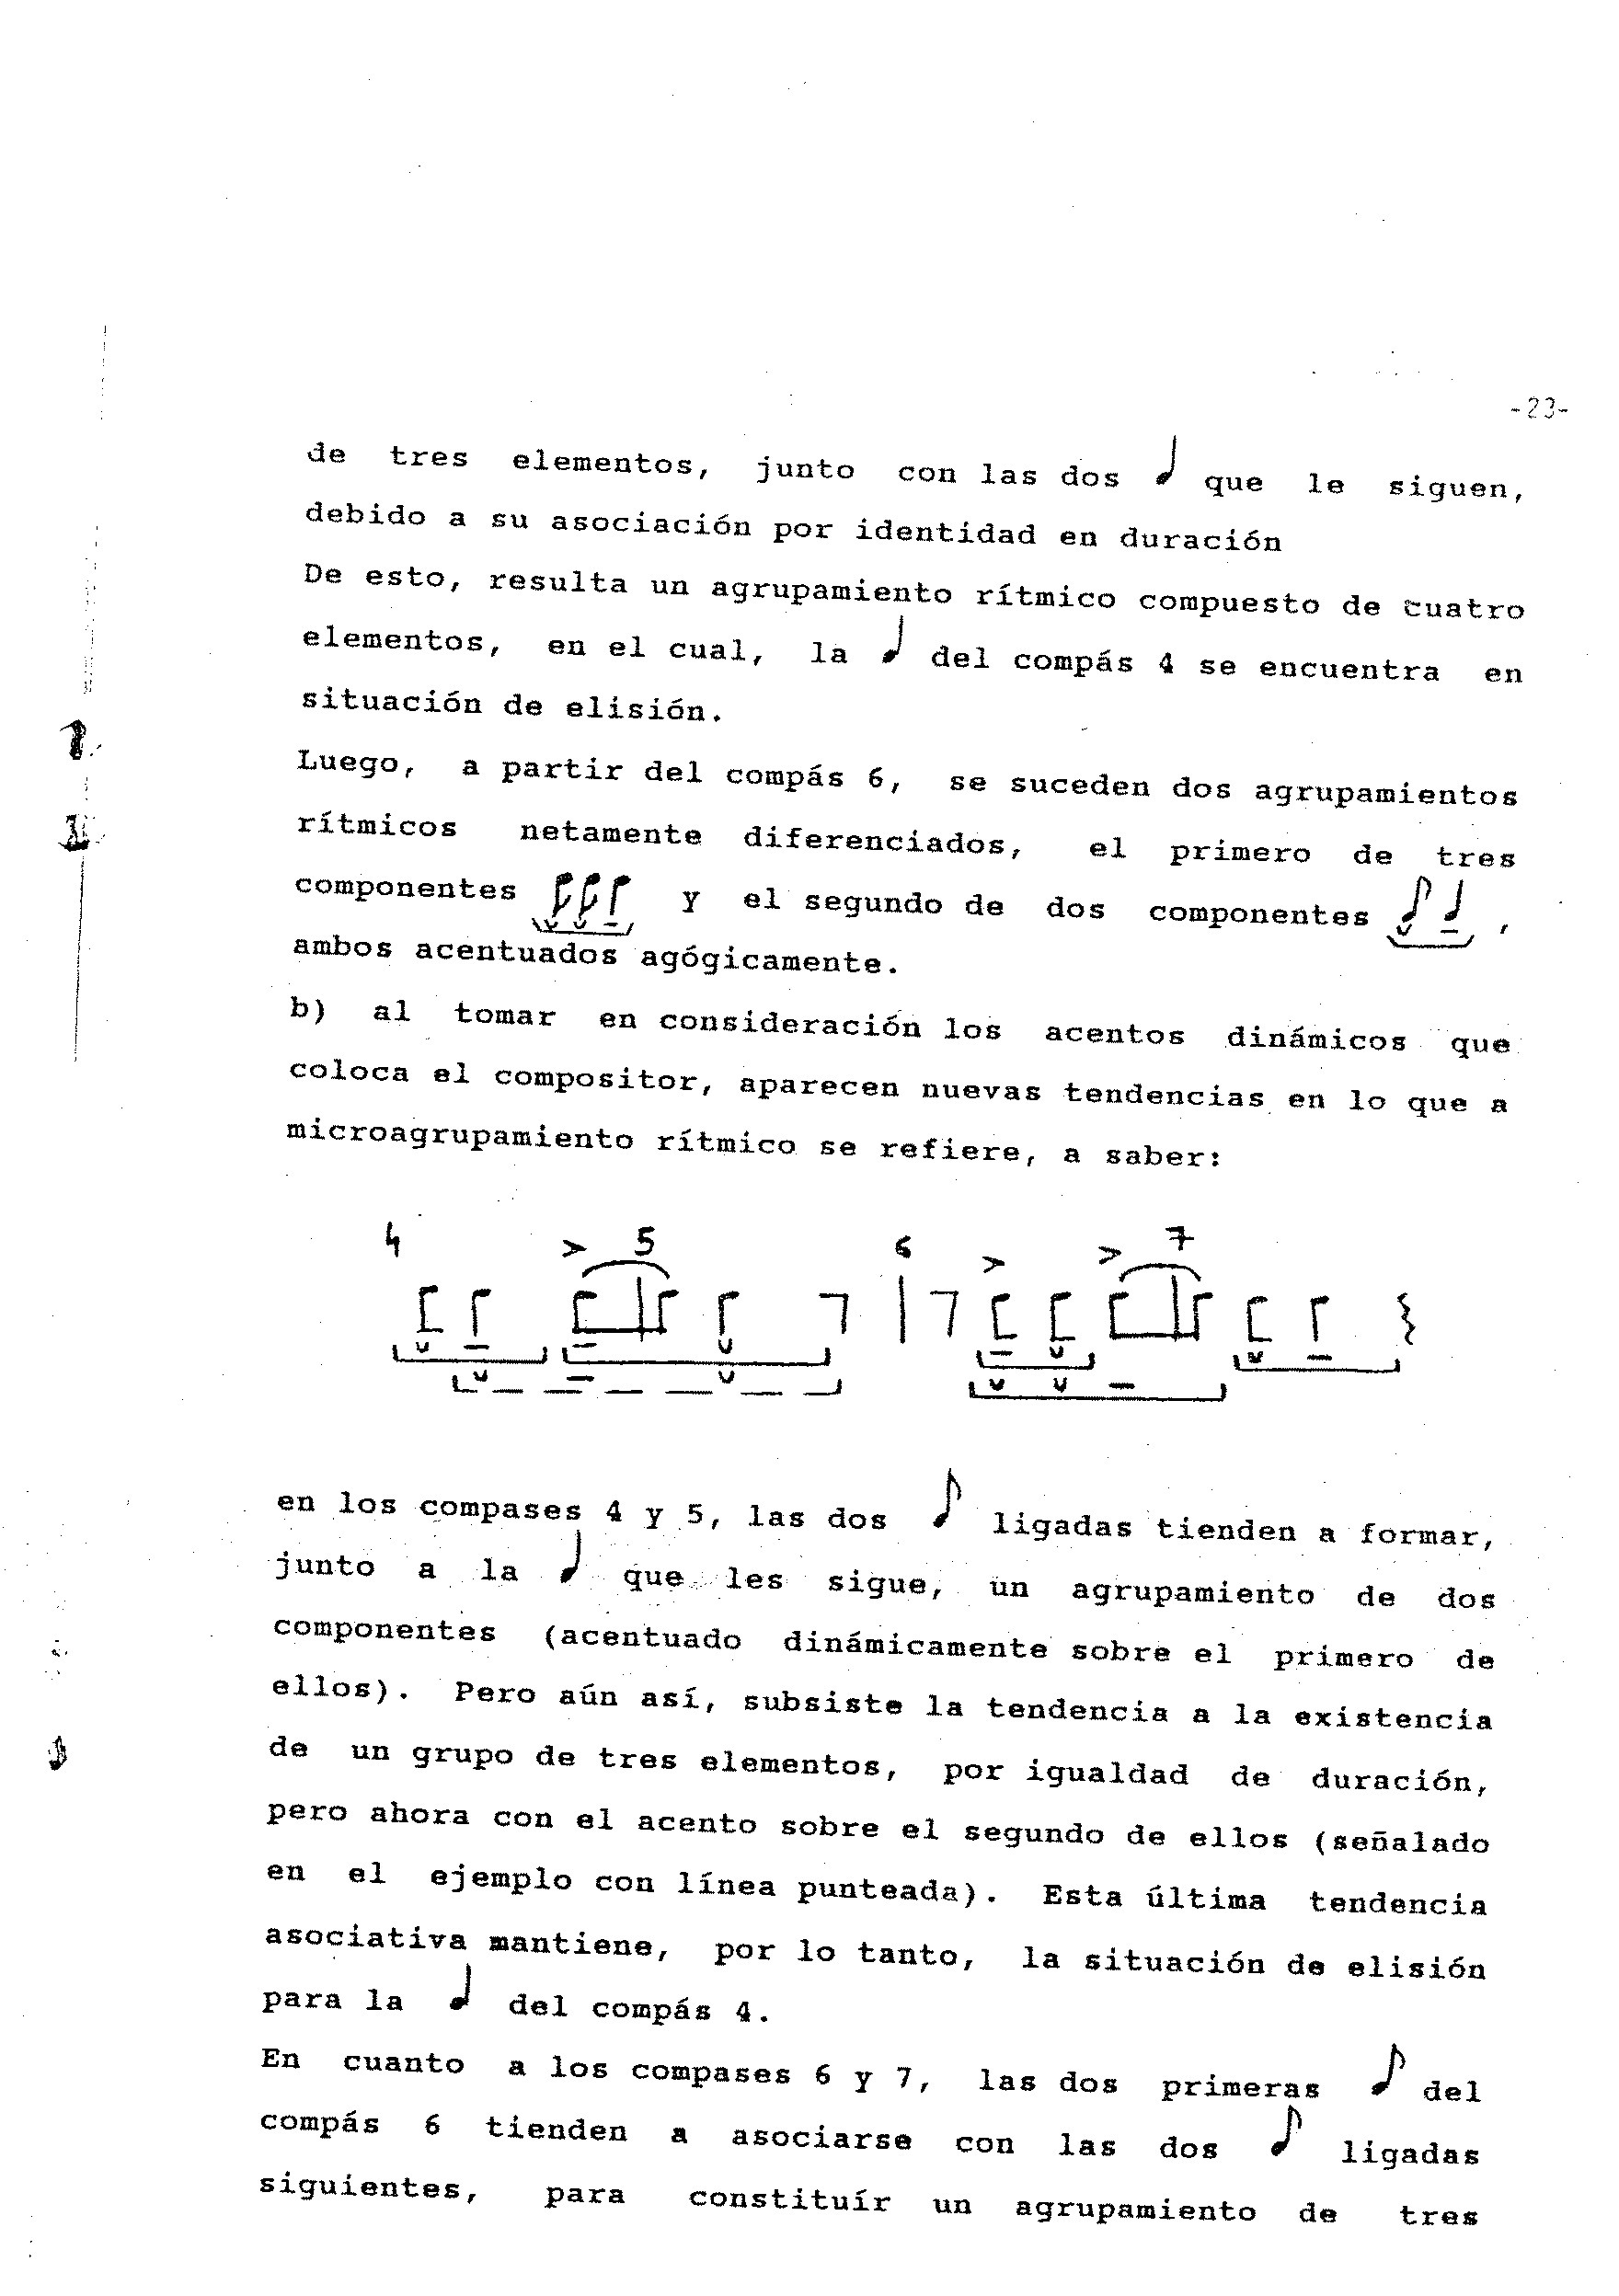 -23-
de tres elementos, junto con las dos ♩ que le siguen,
debido a su asociación por identidad en duración
De esto, resulta un agrupamiento rítmico compuesto de cuatro
elementos, en el cual, la ♩ del compás 4 se encuentra en
situación de elisión.
Luego, a partir del compás 6, se suceden dos agrupamientos
rítmicos netamente diferenciados, el primero de tres
componentes y el segundo de dos componentes ♪ ♩ ,
ambos acentuados agógicamente.
b) al tomar en consideración los acentos dinámicos que
coloca el compositor, aparecen nuevas tendencias en lo que a
microagrupamiento rítmico se refiere, a saber:
4 > 5 6 > > 7
en los compases 4 y 5, las dos ♪ ligadas tienden a formar,
junto a la ♩ que les sigue, un agrupamiento de dos
componentes (acentuado dinámicamente sobre el primero de
ellos). Pero aún así, subsiste la tendencia a la existencia
de un grupo de tres elementos, por igualdad de duración,
pero ahora con el acento sobre el segundo de ellos (señalado
en el ejemplo con línea punteada). Esta última tendencia
asociativa mantiene, por lo tanto, la situación de elisión
para la ♩ del compás 4.
En cuanto a los compases 6 y 7, las dos primeras ♪ del
compás 6 tienden a asociarse con las dos ♪ ligadas
siguientes, para constituír un agrupamiento de tres